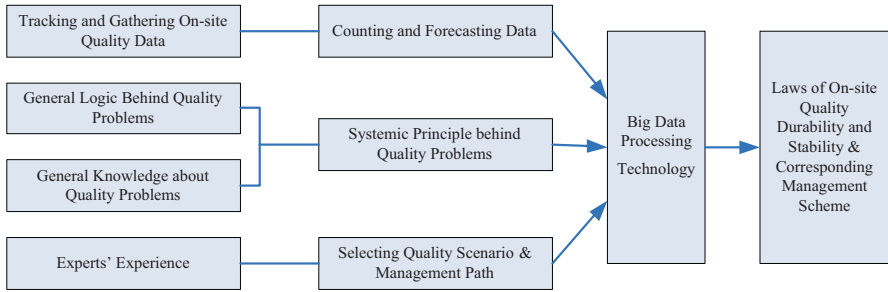 Tracking and Gathering On-site
Quality Data
Counting and Forecasting Data
General Logic Behind Quality
Problems
General Knowledge about
Quality Problems
Systemic Principle behind
Quality Problems
Experts’ Experience
Selecting Quality Scenario &
Management Path
Big Data
Processing
Technology
Laws of On-site
Quality
Durability and
Stability &
Corresponding
Management
Scheme